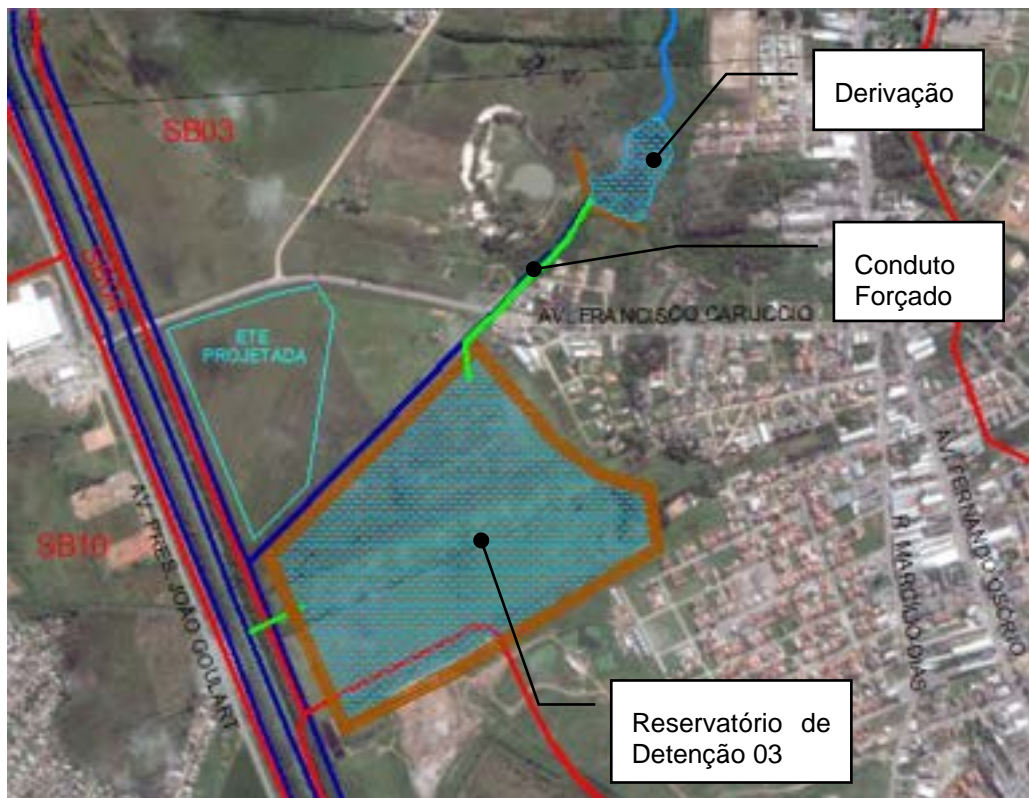 Derivação
SB03
Conduto
Forçado
AV. FRANCISCO CARUCCIO
ETE
PROJETADA
SB10
AV. PRES. JOÃO GOULART
R. MARCÍLIO DIAS
AV. FERNANDO OSÓRIO
Reservatório de
Detenção 03